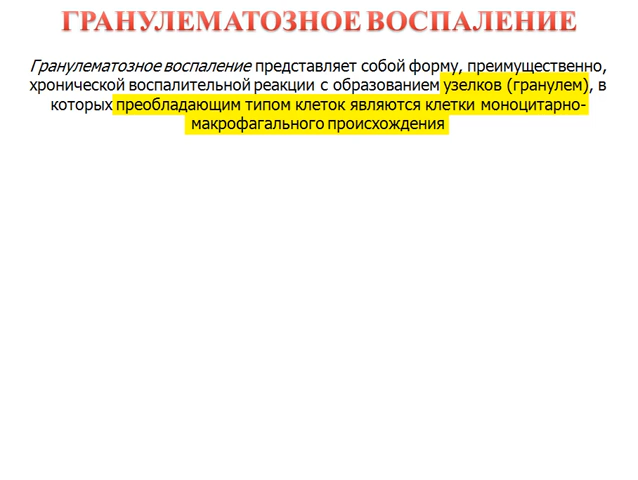 ГРАНУЛЕМАТОЗНОЕ ВОСПАЛЕНИЕ
Гранулематозное воспаление представляет собой форму, преимущественно,
хронической воспалительной реакции с образованием узелков (гранулем), в
которых преобладающим типом клеток являются клетки моноцитарно-
макрофагального происхождения